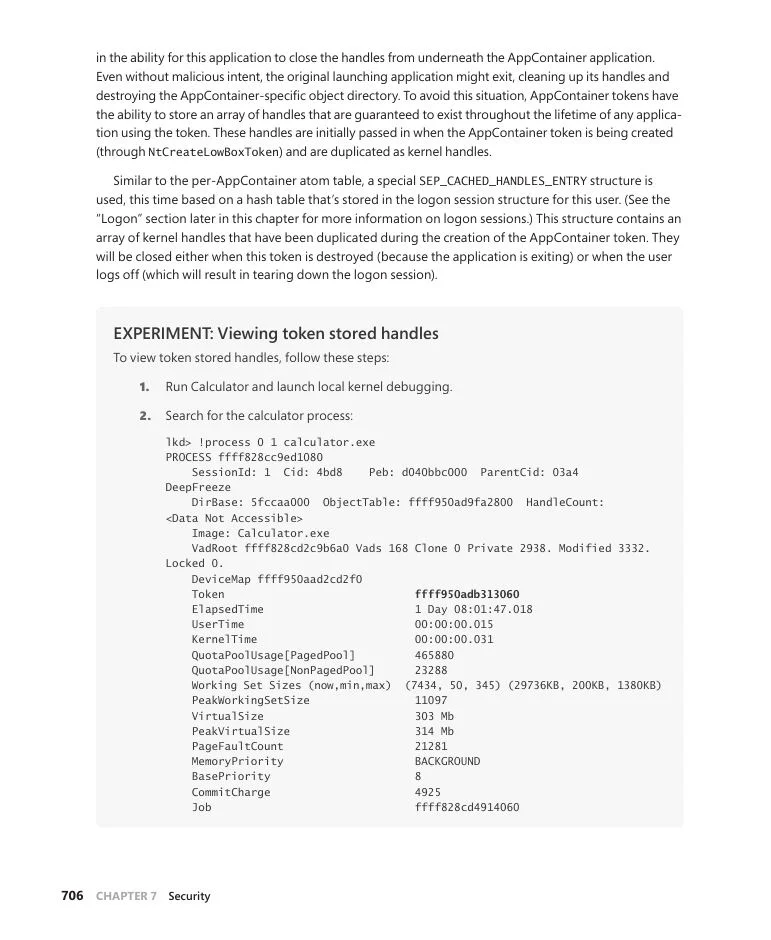 in the ability for this application to close the handles from underneath the AppContainer application.
Even without malicious intent, the original launching application might exit, cleaning up its handles and
destroying the AppContainer-specific object directory. To avoid this situation, AppContainer tokens have
the ability to store an array of handles that are guaranteed to exist throughout the lifetime of any applica-
tion using the token. These handles are initially passed in when the AppContainer token is being created
(through NtCreateLowBoxToken) and are duplicated as kernel handles.
Similar to the per-AppContainer atom table, a special SEP_CACHED_HANDLES_ENTRY structure is
used, this time based on a hash table that's stored in the logon session structure for this user. (See the
"Logon" section later in this chapter for more information on logon sessions.) This structure contains an
array of kernel handles that have been duplicated during the creation of the AppContainer token. They
will be closed either when this token is destroyed (because the application is exiting) or when the user
logs off (which will result in tearing down the logon session).
EXPERIMENT: Viewing token stored handles
To view token stored handles, follow these steps:
1. Run Calculator and launch local kernel debugging.
2. Search for the calculator process:
lkd> !process 0 1 calculator.exe
PROCESS ffff828cc9ed1080
SessionId: 1 Cid: 4bd8 Peb: d040bbc000 ParentCid: 03a4
DeepFreeze
DirBase: 5fccaa000 ObjectTable: ffff950ad9fa2800 HandleCount:
<Data Not Accessible>
Image: Calculator.exe
VadRoot ffff828cd2c9b6a0 Vads 168 Clone 0 Private 2938. Modified 3332.
Locked 0.
DeviceMap ffff950aad2cd2f0
Token ffff950adb313060
ElapsedTime 1 Day 08:01:47.018
UserTime 00:00:00.015
KernelTime 00:00:00.031
QuotaPoolUsage[PagedPool] 465880
QuotaPoolUsage[NonPagedPool] 23288
Working Set Sizes (now,min,max) (7434, 50, 345) (29736KB, 200KB, 1380KB)
PeakWorkingSetSize 11097
VirtualSize 303 Mb
PeakVirtualSize 314 Mb
PageFaultCount 21281
MemoryPriority BACKGROUND
BasePriority 8
CommitCharge 4925
Job ffff828cd4914060
706 CHAPTER 7 Security